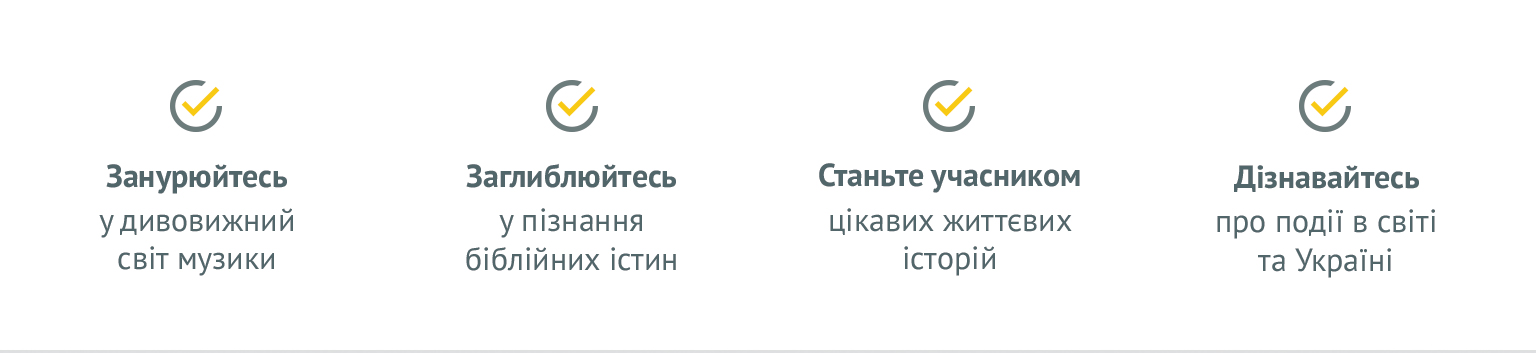 Занурюйтесь
у дивовижний
світ музики
Заглиблюйтесь
у пізнання
біблійних істин
Станьте учасником
цікавих життєвих
історій
Дізнавайтесь
про події в світі
та Україні